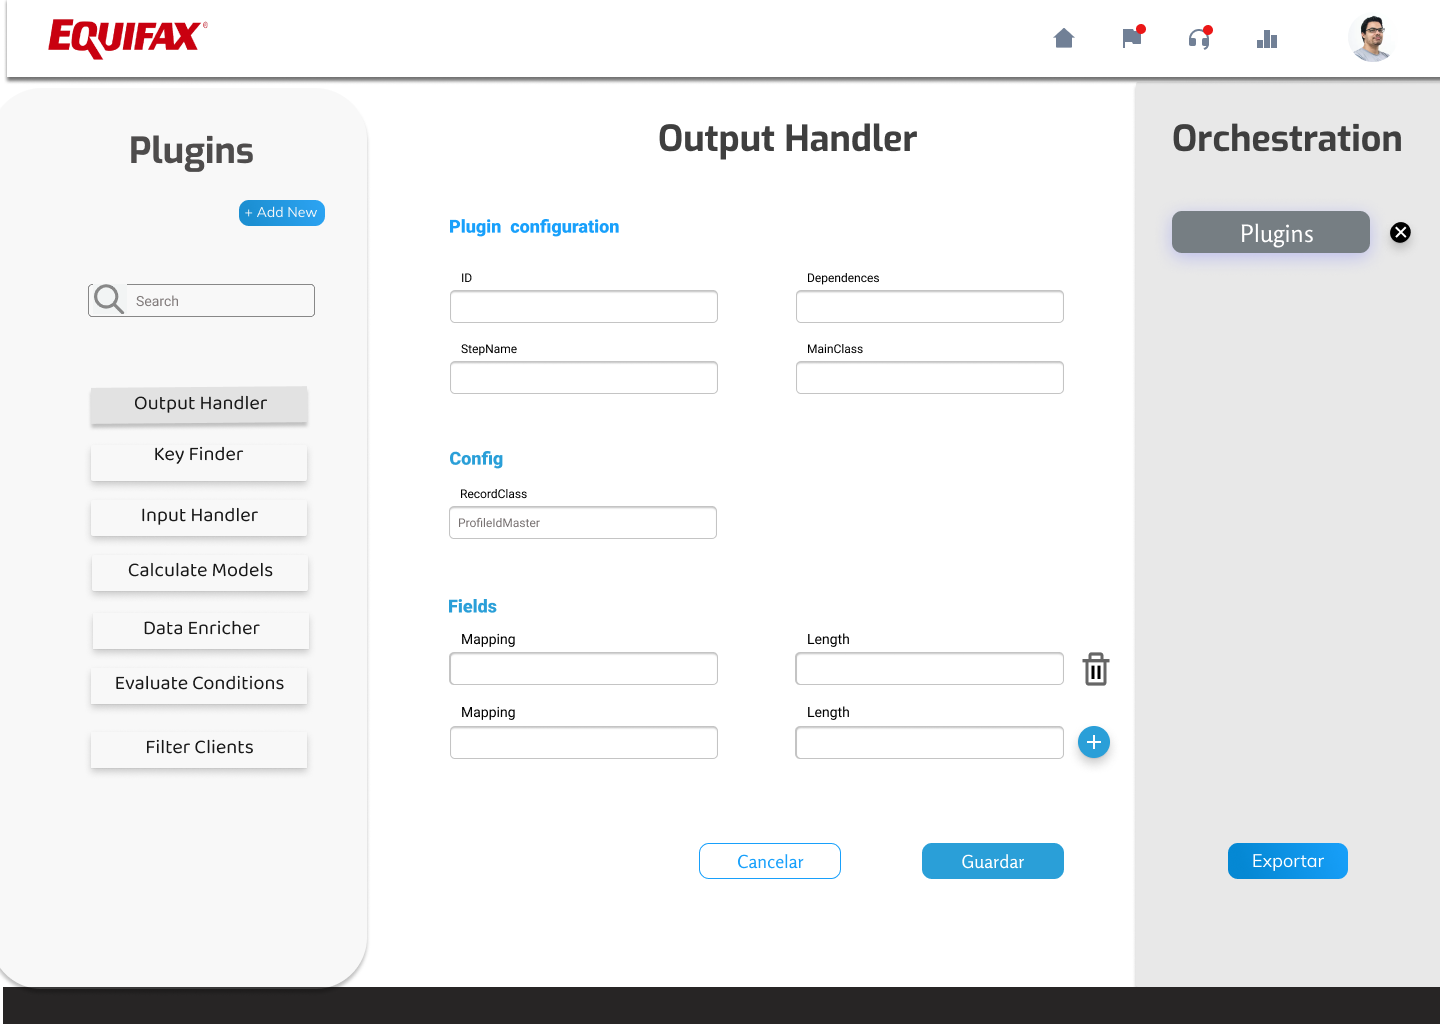 EQUIFAX®
Plugins
+ Add New
Search
Output Handler
Key Finder
Input Handler
Calculate Models
Data Enricher
Evaluate Conditions
Filter Clients
Output Handler
Plugin configuration
ID
Dependences
StepName
MainClass
Config
RecordClass
ProfileIdMaster
Fields
Mapping
Length
Mapping
Length
Cancelar
Guardar
Orchestration
Plugins
Exportar